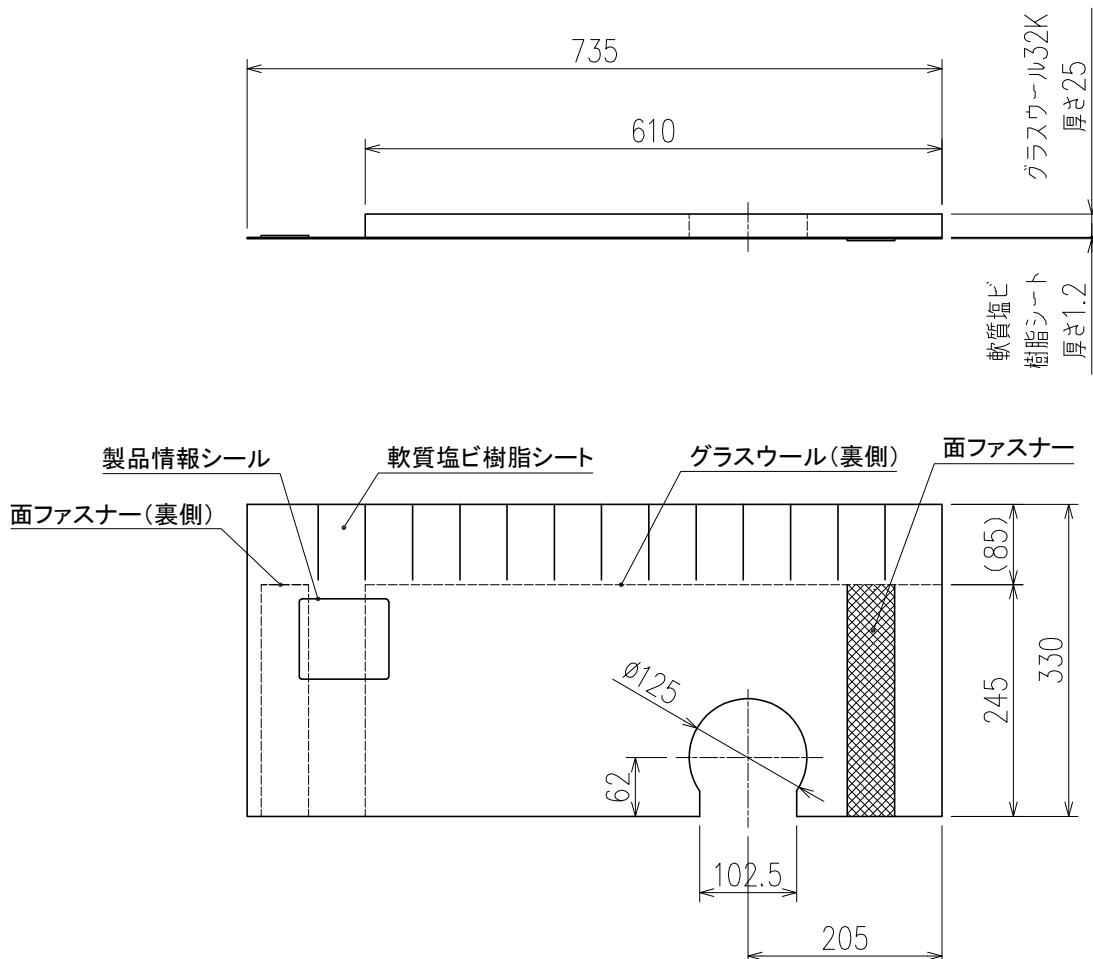 735
610
グラスウール32K
厚さ25
軟質塩ビ
樹脂シート
厚さ1.2
製品情報シール
軟質塩ビ樹脂シート
グラスウール(裏側)
面ファスナー
面ファスナー(裏側)
(85)
245
330
ø125
62
102.5
205